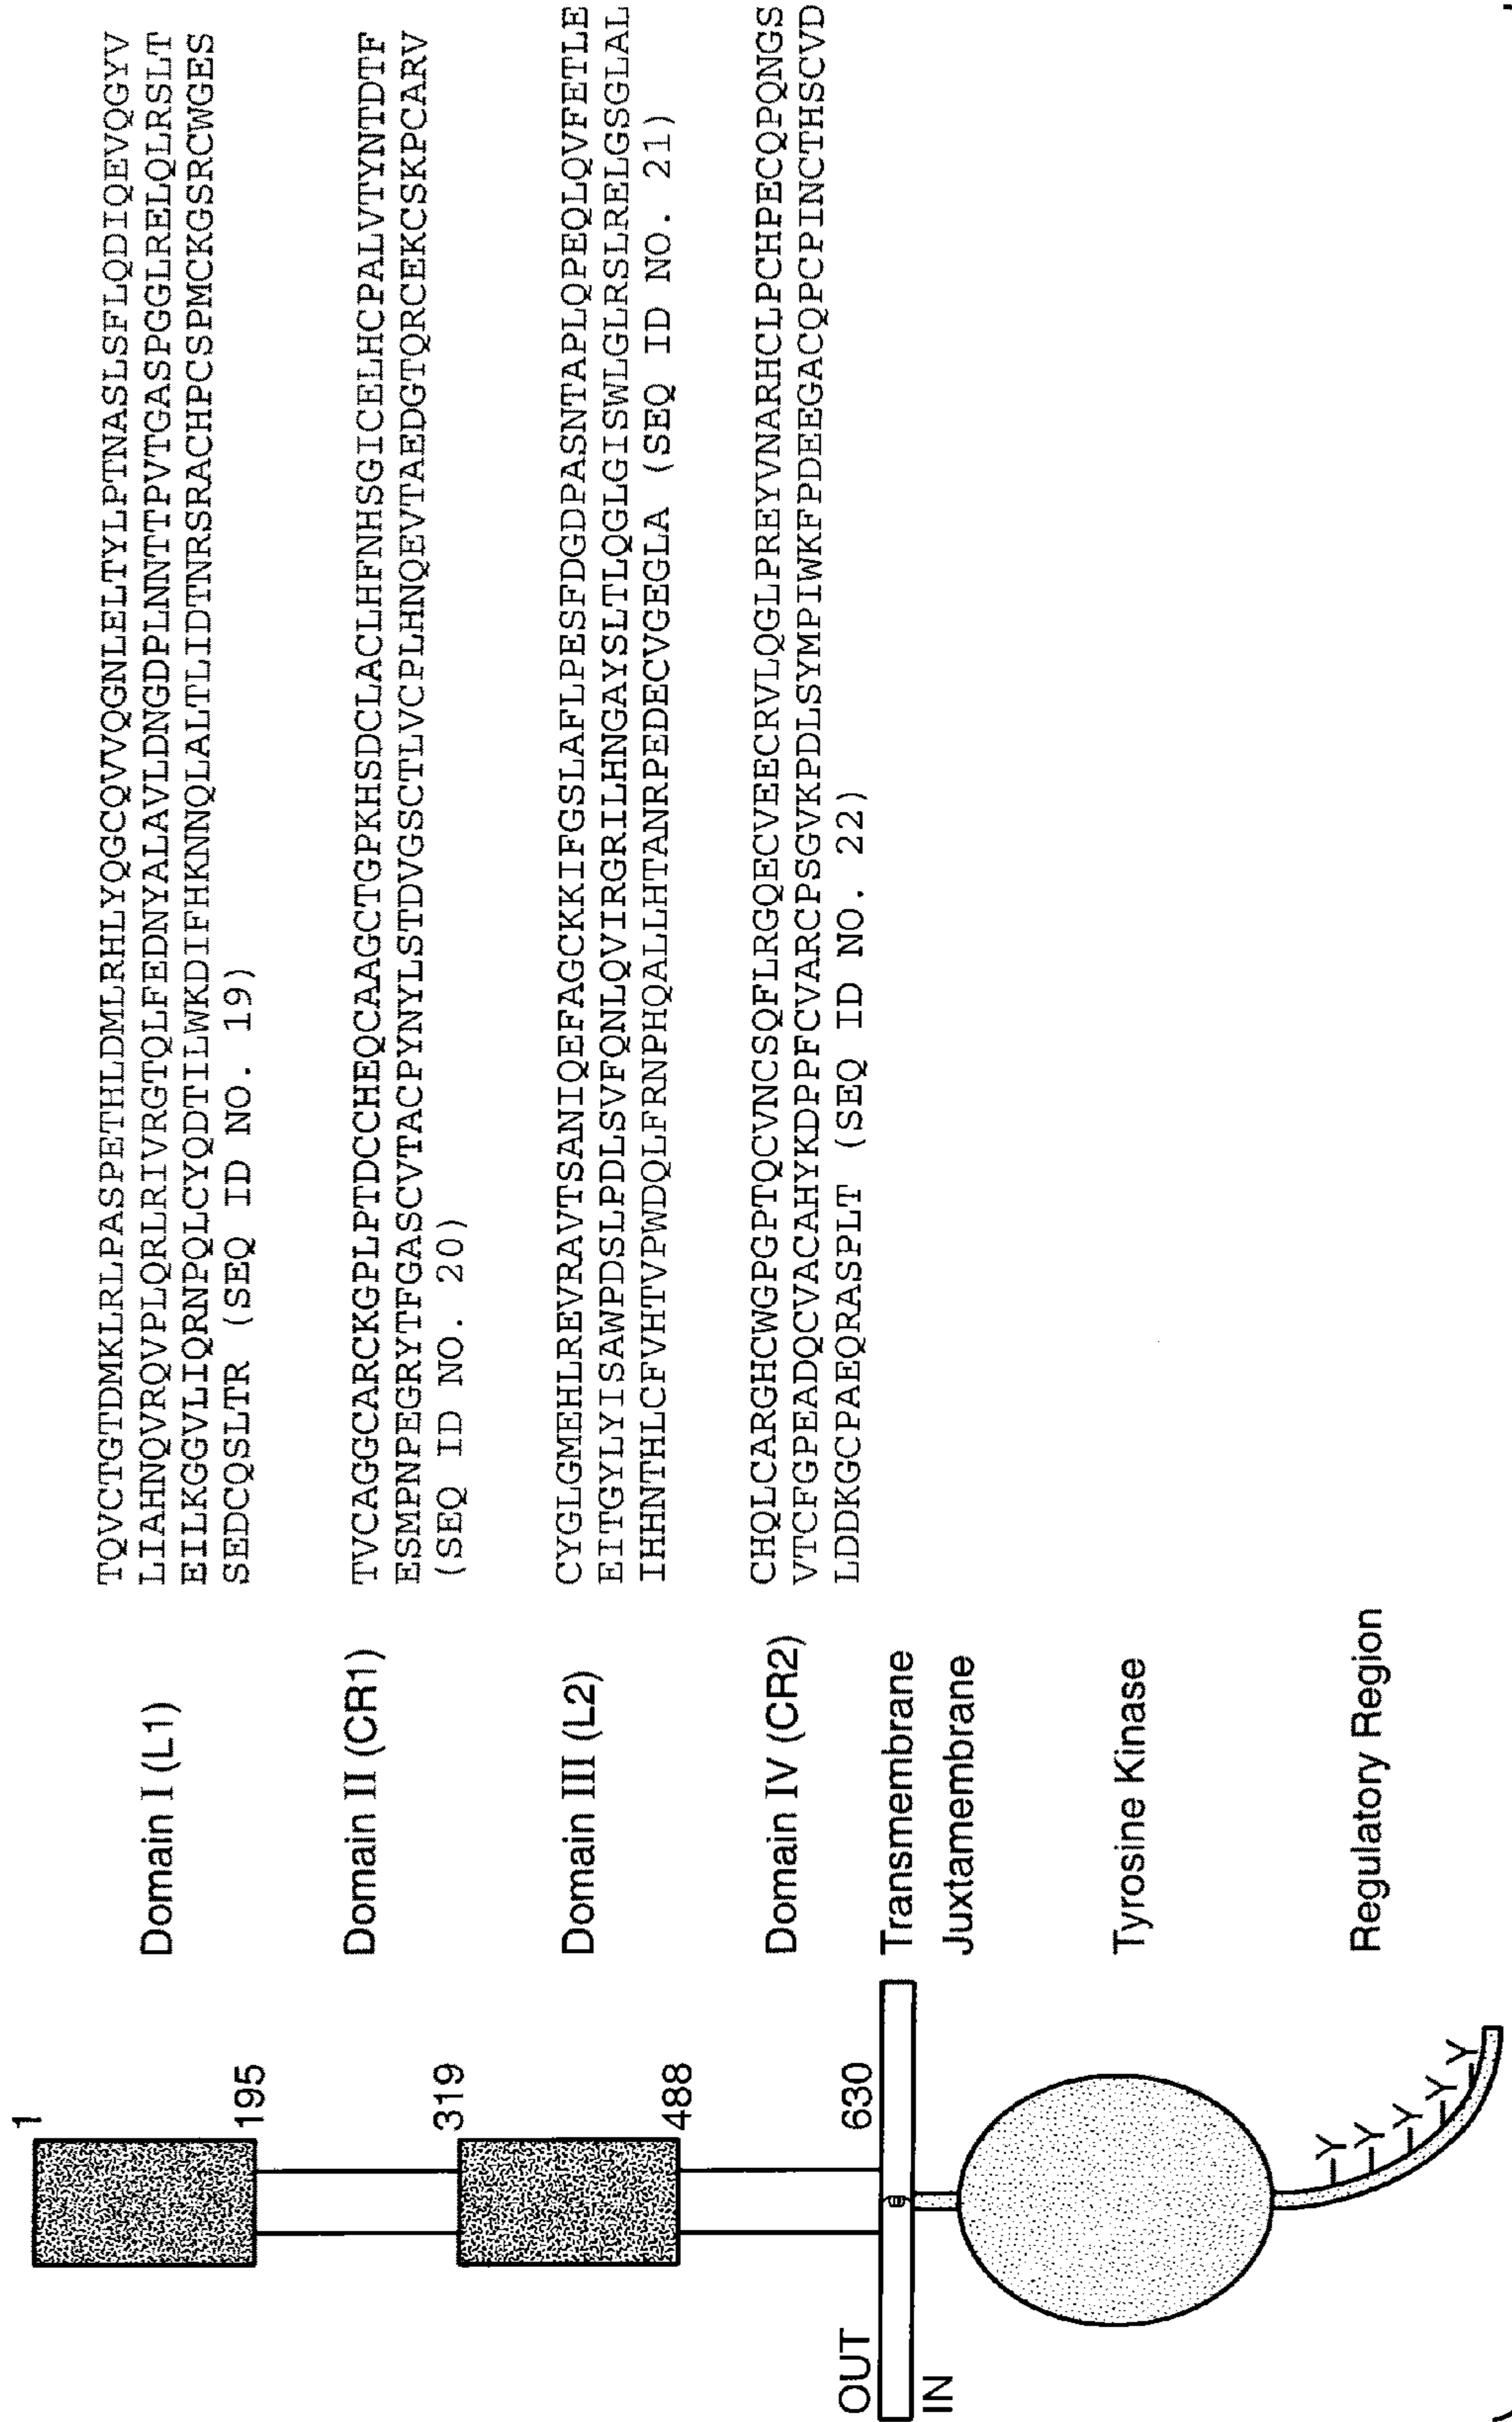 1
195
319
488
630
OUT
IN
Domain I (L1)
TQVCTGTDMKLRLPASPETHLDMLRHLYQGCQVVQGNLELTYLPTNASLSFLQDIQEVQGYV
LIAHNQVRQVPLQRLRIVRGTQLFEDNYALAVLDNGDPLNNTTPVTGASPGGLRELQLRSLT
EILKGGVLIQRNPQLCYQDTILWKDIFHKNNQLALTLIDTNRSRACHPCSPMCKGSRCWGES
SEDCQSLTR (SEQ ID NO. 19)
Domain II (CR1)
TVCAGGCARCKGPLPTDCCHEQCAAGCTGPKHSDCLACLHFNHSGICELHCPALVTYNTDTF
ESMPNPEGRYTFGASCVTACPYNYLSTDVGSCTLVCPLHNQEVTAEDGTQRCEKCSKPCARV
(SEQ ID NO. 20)
Domain III (L2)
CYGLGMEHLREVRAVTSANIQEFAGCKKIFGSLAFLPESFDGDPASNTAPLQPEQLQVFETLE
EITGYLYISAWPDSLPDLSVFQNLQVIRGRILHNGAYSLTLQGLGISWLGLRSLRELGSGLAL
IHHNTHLCFVHTVPWDQLFRNPHQALLHTANRPEDECVGEGLA (SEQ ID NO. 21)
Domain IV (CR2)
CHQLCARGHCWGPGPTQCVNCSQFLRGQECVEECRVLQGLPREYVNARHCLPCHPECQPQNGS
VTCFGPEADQCVACAHYKDPPFCVARCPSGVKPDLSYMPIWKFPDEEGACQPCPINCTHSCVD
LDDKGCPAEQRASPLT (SEQ ID NO. 22)
Transmembrane
Juxtamembrane
Tyrosine Kinase
Regulatory Region
Y
Y
Y
Y
Y